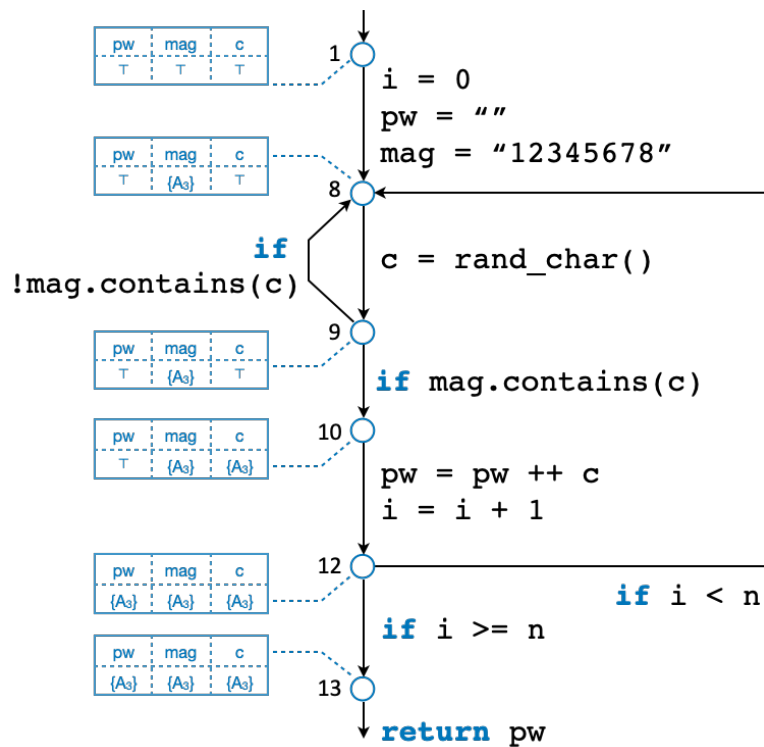 pw mag c
⊤ ⊤ ⊤
1
i = 0
pw = “”
mag = “12345678”
pw mag c
⊤ {A₃} ⊤
8
if
!mag.contains(c)
c = rand_char()
9
pw mag c
⊤ {A₃} ⊤
if mag.contains(c)
10
pw mag c
⊤ {A₃} {A₃}
pw = pw ++ c
i = i + 1
12
pw mag c
{A₃} {A₃} {A₃}
if i < n
if i >= n
pw mag c
{A₃} {A₃} {A₃}
13
return pw